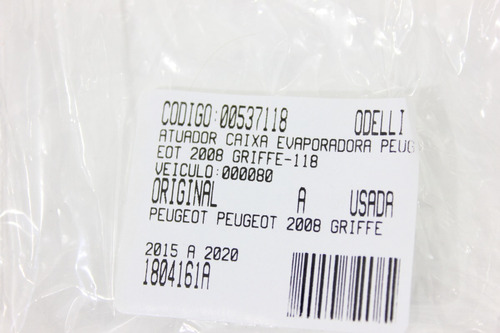 CODIGO:00537118 ODELLI
ATUADOR CAIXA EVAPORADORA PEUG
EOT 2008 GRIFFE-118
VEICULO:000080
ORIGINAL A USADA
PEUGEOT PEUGEOT 2008 GRIFFE
2015 A 2020
1804161A